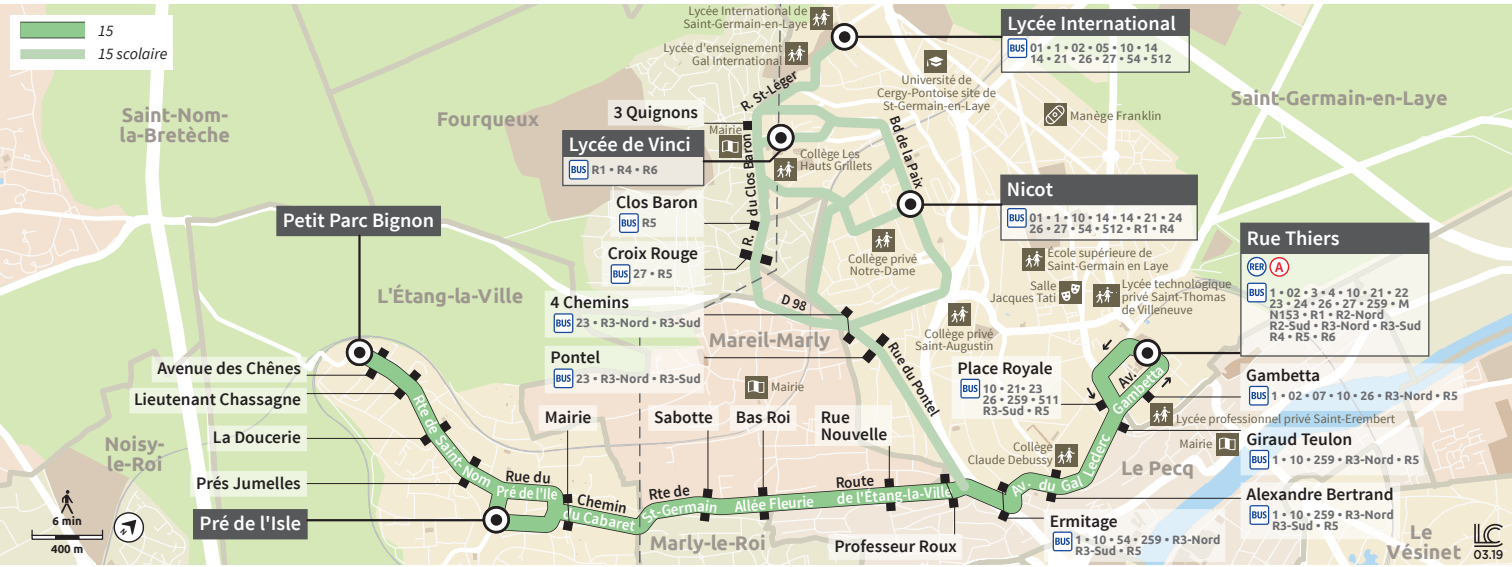 15
15 scolaire
Lycée International de
Saint-Germain-en-Laye
Lycée d'enseignement
Gal International
Lycée International
BUS 01 • 1 • 02 • 05 • 10 • 14
14 • 21 • 26 • 27 • 54 • 512
Université de
Cergy-Pontoise site de
St-Germain-en-Laye
Saint-Germain-en-Laye
Manège Franklin
Saint-Nom-
la-Bretèche
Fourqueux
R. St-Léger
3 Quignons
Mairie
Lycée de Vinci
BUS R1 • R4 • R6
Collège Les
Hauts Grillets
Bd de la Paix
R. du Clos Baron
Clos Baron
BUS R5
Croix Rouge
BUS 27 • R5
Nicot
BUS 01 • 1 • 10 • 14 • 14 • 21 • 24
26 • 27 • 54 • 512 • R1 • R4
Collège privé
Notre-Dame
École supérieure de
Saint-Germain en Laye
Salle
Jacques Tati
Lycée technologique
privé Saint-Thomas
de Villeneuve
Rue Thiers
RER A
BUS 1 • 02 • 3 • 4 • 10 • 21 • 22
23 • 24 • 26 • 27 • 259 • M
N153 • R1 • R2-Nord
R2-Sud • R3-Nord • R3-Sud
R4 • R5 • R6
Petit Parc Bignon
L'Étang-la-Ville
4 Chemins
BUS 23 • R3-Nord • R3-Sud
D 98
Mareil-Marly
Collège privé
Saint-Augustin
Pontel
BUS 23 • R3-Nord • R3-Sud
Rue du Pontel
Mairie
Place Royale
BUS 10 • 21• 23
26 • 259 • 511
R3-Sud • R5
Av. Gambetta
Gambetta
BUS 1 • 02 • 07 • 10 • 26 • R3-Nord • R5
Lycée professionnel privé Saint-Erembert
Mairie
Giraud Teulon
BUS 1 • 10 • 259 • R3-Nord • R5
Le Pecq
Avenue des Chênes
Lieutenant Chassagne
La Doucerie
Prés Jumelles
Noisy-
le-Roi
Rte de Saint-Nom
Mairie
Sabotte
Bas Roi
Rue
Nouvelle
Collège
Claude Debussy
Av. du Gal Leclerc
Rue du
Pré de l'Ile
Chemin
du Cabaret
Rte de
St-Germain
Allée Fleurie
Route
de l'Étang-la-Ville
Pré de l'Isle
Marly-le-Roi
Professeur Roux
Ermitage
BUS 1 • 10 • 54 • 259 • R3-Nord
R3-Sud • R5
Alexandre Bertrand
BUS 1 • 10 • 259 • R3-Nord
R3-Sud • R5
Le
Vésinet
6 min
400 m
LC
03.19